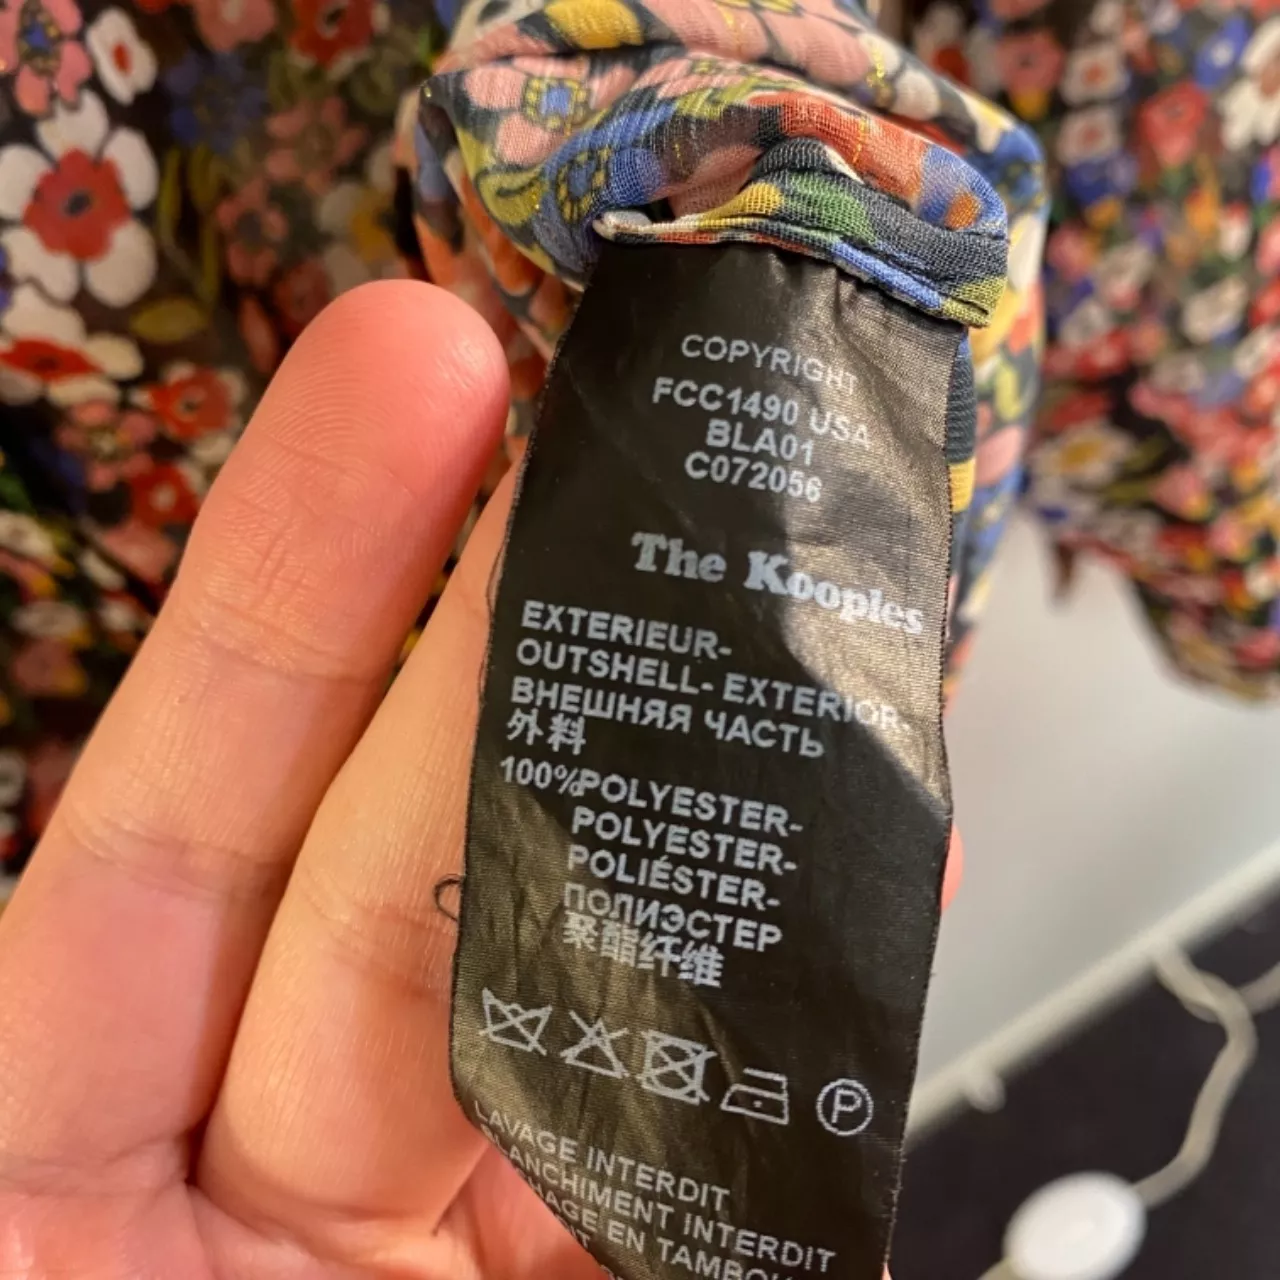 COPYRIGHT
FCC1490 USA
BLA01
C072056
The Kooples
EXTERIEUR-
OUTSHELL- EXTERIOR-
ВНЕШНЯЯ ЧАСТЬ
外料
100%POLYESTER-
POLYESTER-
POLIÉSTER-
ПОЛИЭСТЕР
聚酯纤维
P
LAVAGE INTERDIT
BLANCHIMENT INTERDIT
EN